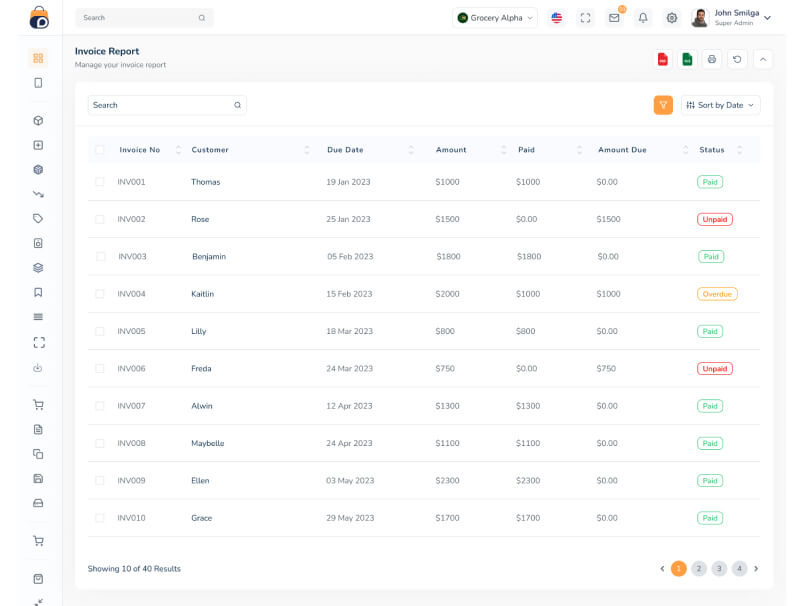 Search
Grocery Alpha
John Smilga
Super Admin
Invoice Report
Manage your invoice report
Search
Sort by Date
Invoice No Customer Due Date Amount Paid Amount Due Status
INV001 Thomas 19 Jan 2023 $1000 $1000 $0.00 Paid
INV002 Rose 25 Jan 2023 $1500 $0.00 $1500 Unpaid
INV003 Benjamin 05 Feb 2023 $1800 $1800 $0.00 Paid
INV004 Kaitlin 15 Feb 2023 $2000 $1000 $1000 Overdue
INV005 Lilly 18 Mar 2023 $800 $800 $0.00 Paid
INV006 Freda 24 Mar 2023 $750 $0.00 $750 Unpaid
INV007 Alwin 12 Apr 2023 $1300 $1300 $0.00 Paid
INV008 Maybelle 24 Apr 2023 $1100 $1100 $0.00 Paid
INV009 Ellen 03 May 2023 $2300 $2300 $0.00 Paid
INV010 Grace 29 May 2023 $1700 $1700 $0.00 Paid
Showing 10 of 40 Results
1 2 3 4